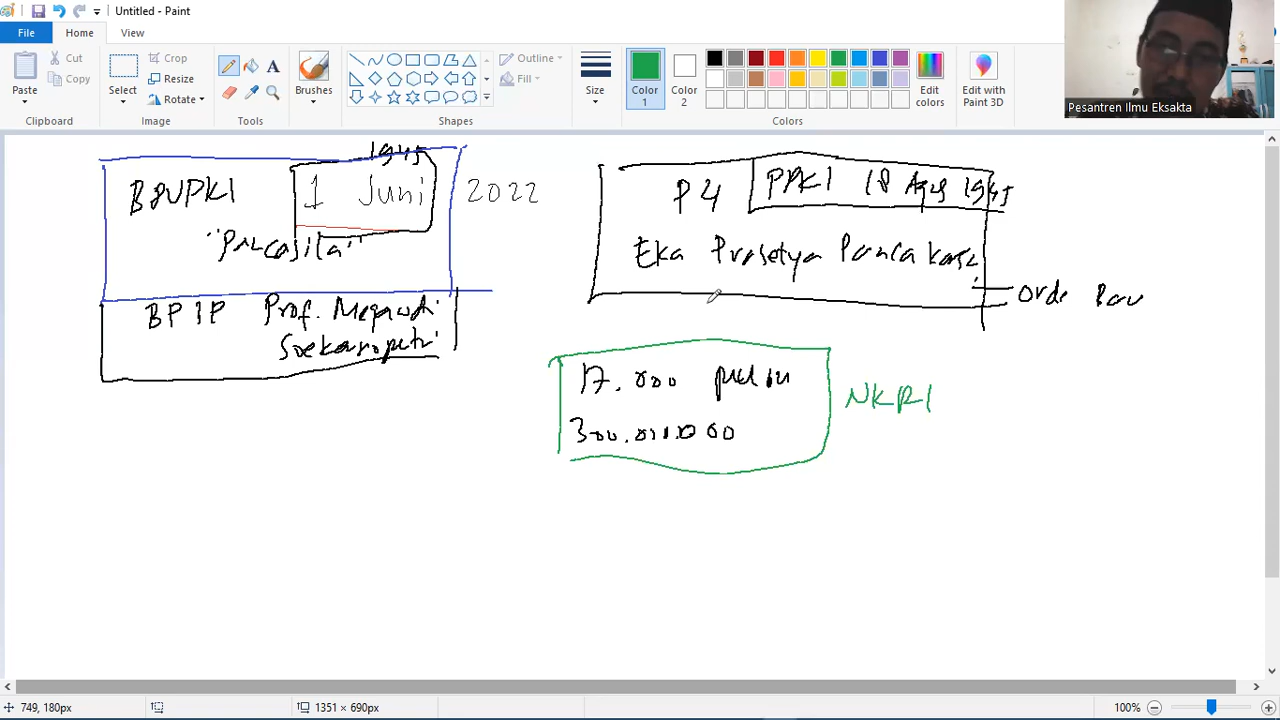 Untitled - Paint
File Home View
Paste
Cut
Copy
Clipboard
Select
Crop
Resize
Rotate
Image
Tools
Brushes
Outline
Fill
Shapes
Size
Color 1
Color 2
Edit colors
Edit with Paint 3D
Colors
Pesantren Ilmu Eksakta
1945
BPUPKI 1 Juni 2022
"Pancasila"
BPIP Prof. Megawati
Soekarnoputri
P4 PPKI 18 Agus 1945
Eka Prasetya Panca Karsa
Orde Baru
17.000 pulau
300.000.000
NKRI
749, 180px
1351 × 690px
100%